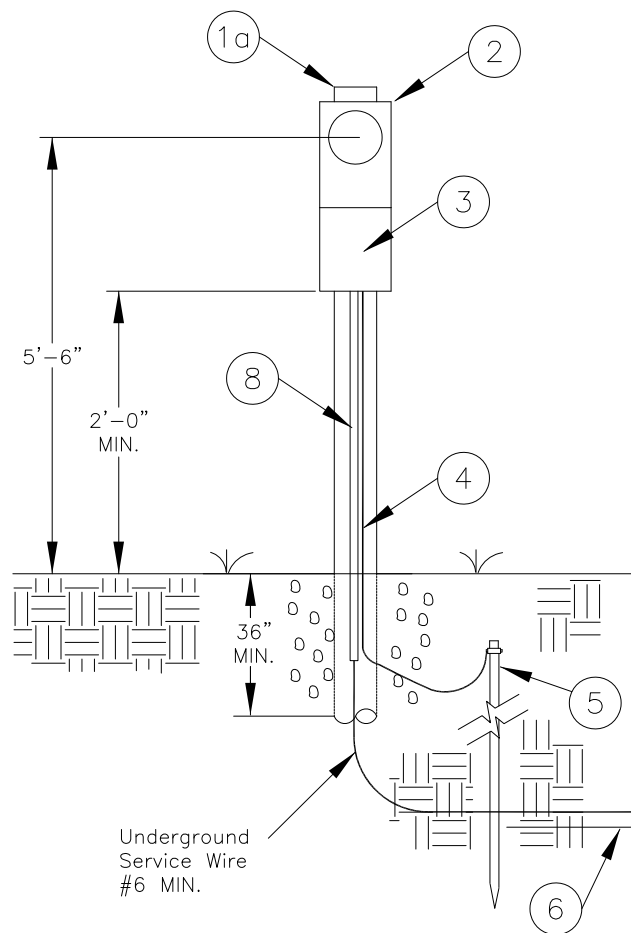 1a
2
3
5'-6"
8
2'-0"
MIN.
4
36"
MIN.
5
Underground
Service Wire
#6 MIN.
6